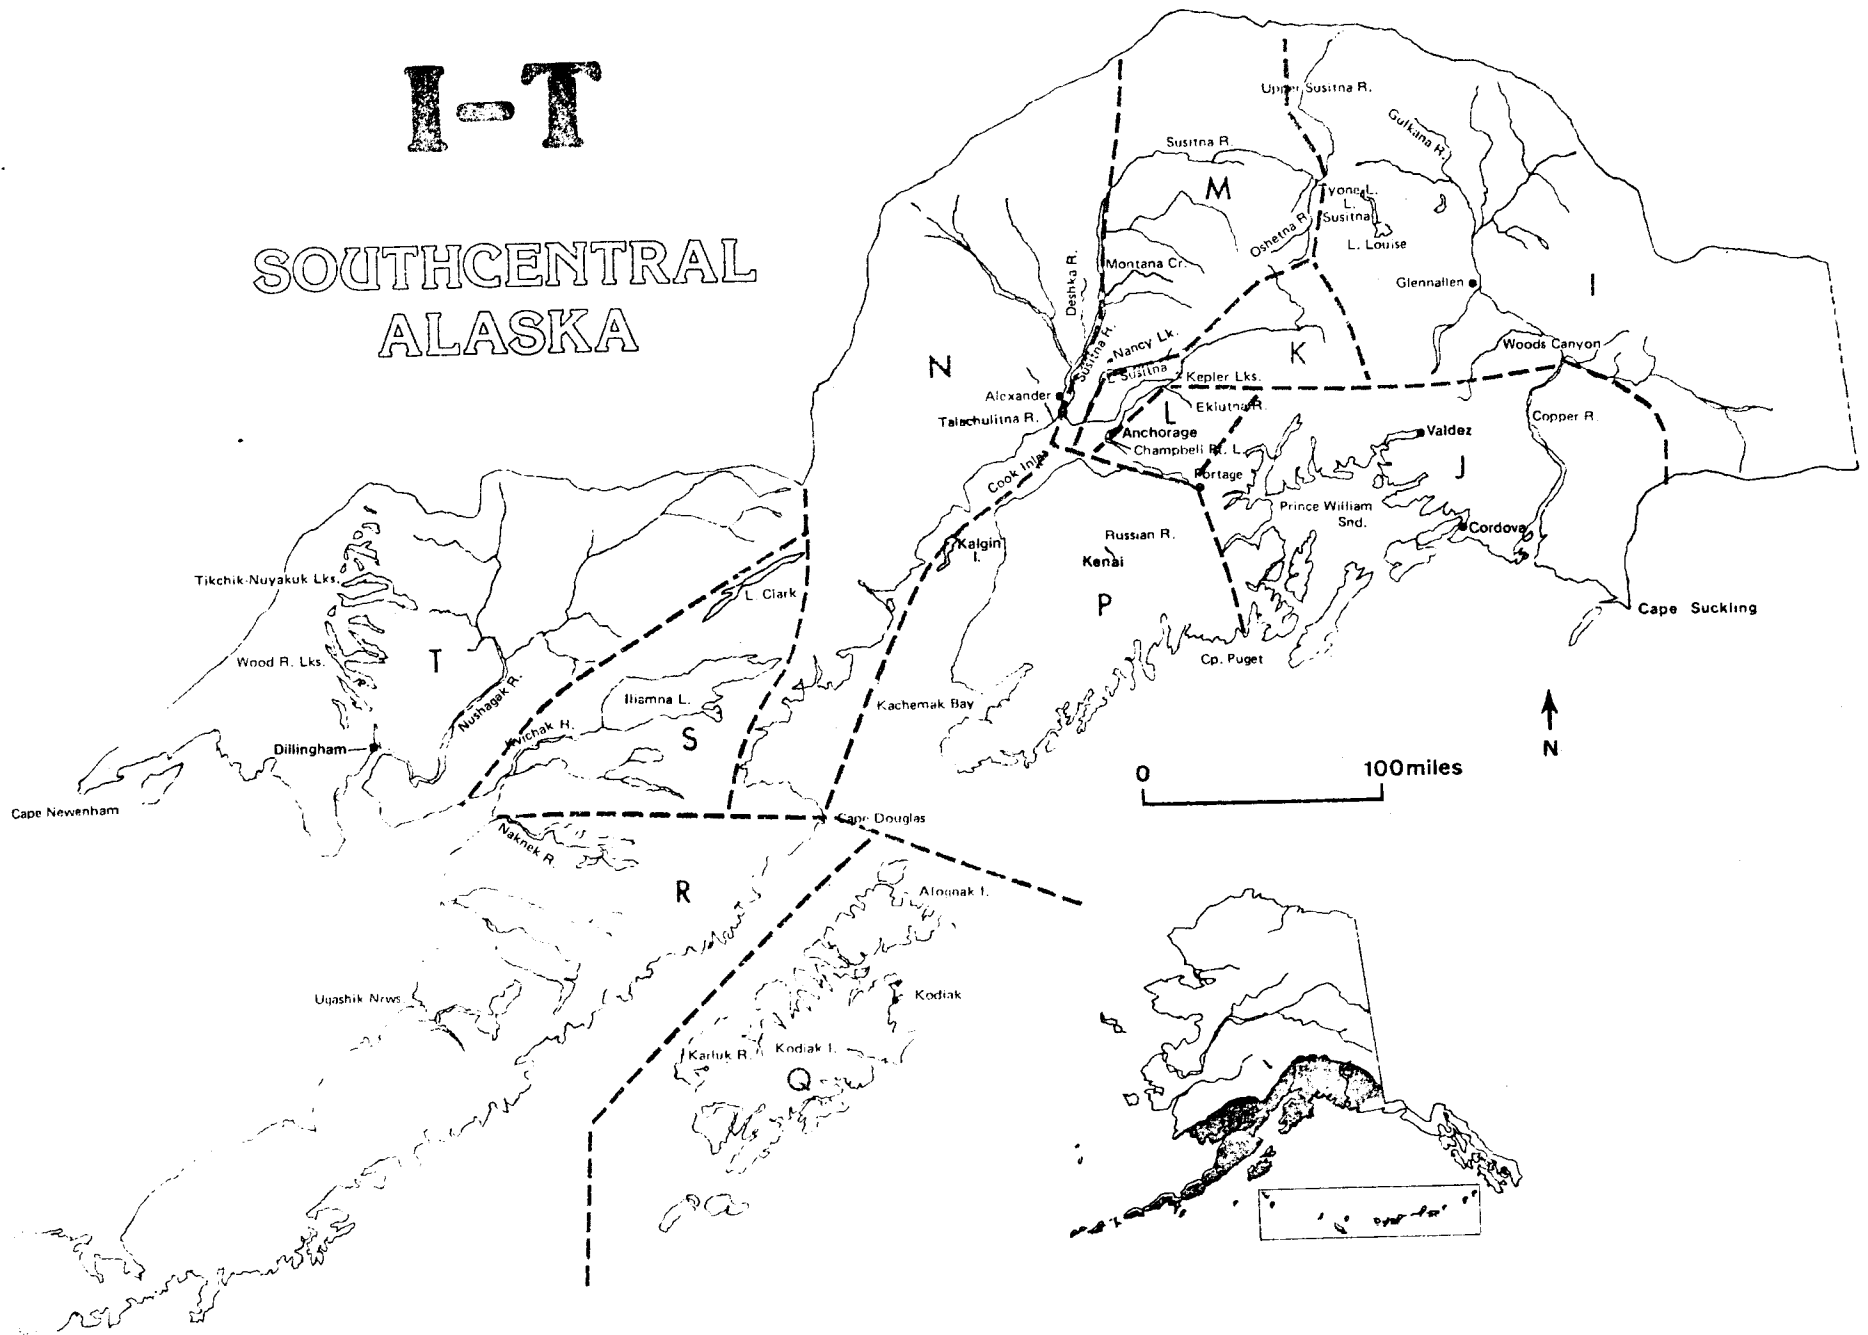 I-T
SOUTHCENTRAL
ALASKA
Upper Susitna R.
Gulkana R.
Susitna R.
M
Tyone L.
L.
Susitna
L. Louise
Oshetna R.
Montana Cr.
Deshka R.
Glennallen
I
Woods Canyon
Nancy Lk.
Susitna R.
L Susitna
K
N
Kepler Lks.
Alexander
Eklutna R.
L
Talachulitna R.
Copper R.
Anchorage
Valdez
Champbell Pt. L.
J
Portage
Cook Inlet
Prince William
Snd.
Cordova
Russian R.
Kalgin
I.
Kenai
Tikchik-Nuyakuk Lks.
L. Clark
P
Cape Suckling
Wood R. Lks.
T
Cp. Puget
Nushagak R.
Iliamna L.
Kachemak Bay
Kvichak R.
S
Dillingham
N
0
100 miles
Cape Newenham
Cape Douglas
Naknek R.
R
Afognak I.
Ugashik Nrws.
Kodiak
Karluk R.
Kodiak I.
Q